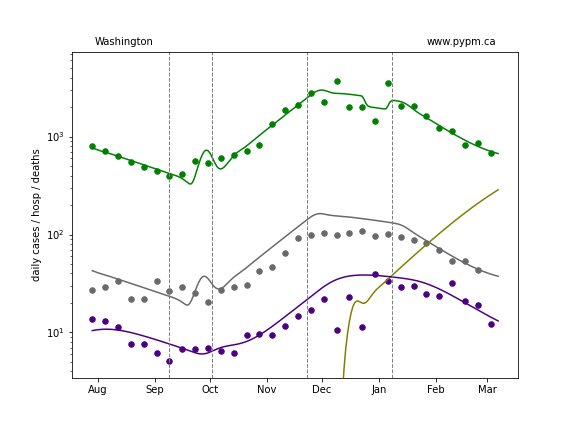 Washington
www.pypm.ca
daily cases / hosp / deaths
10³
10²
10¹
Aug Sep Oct Nov Dec Jan Feb Mar